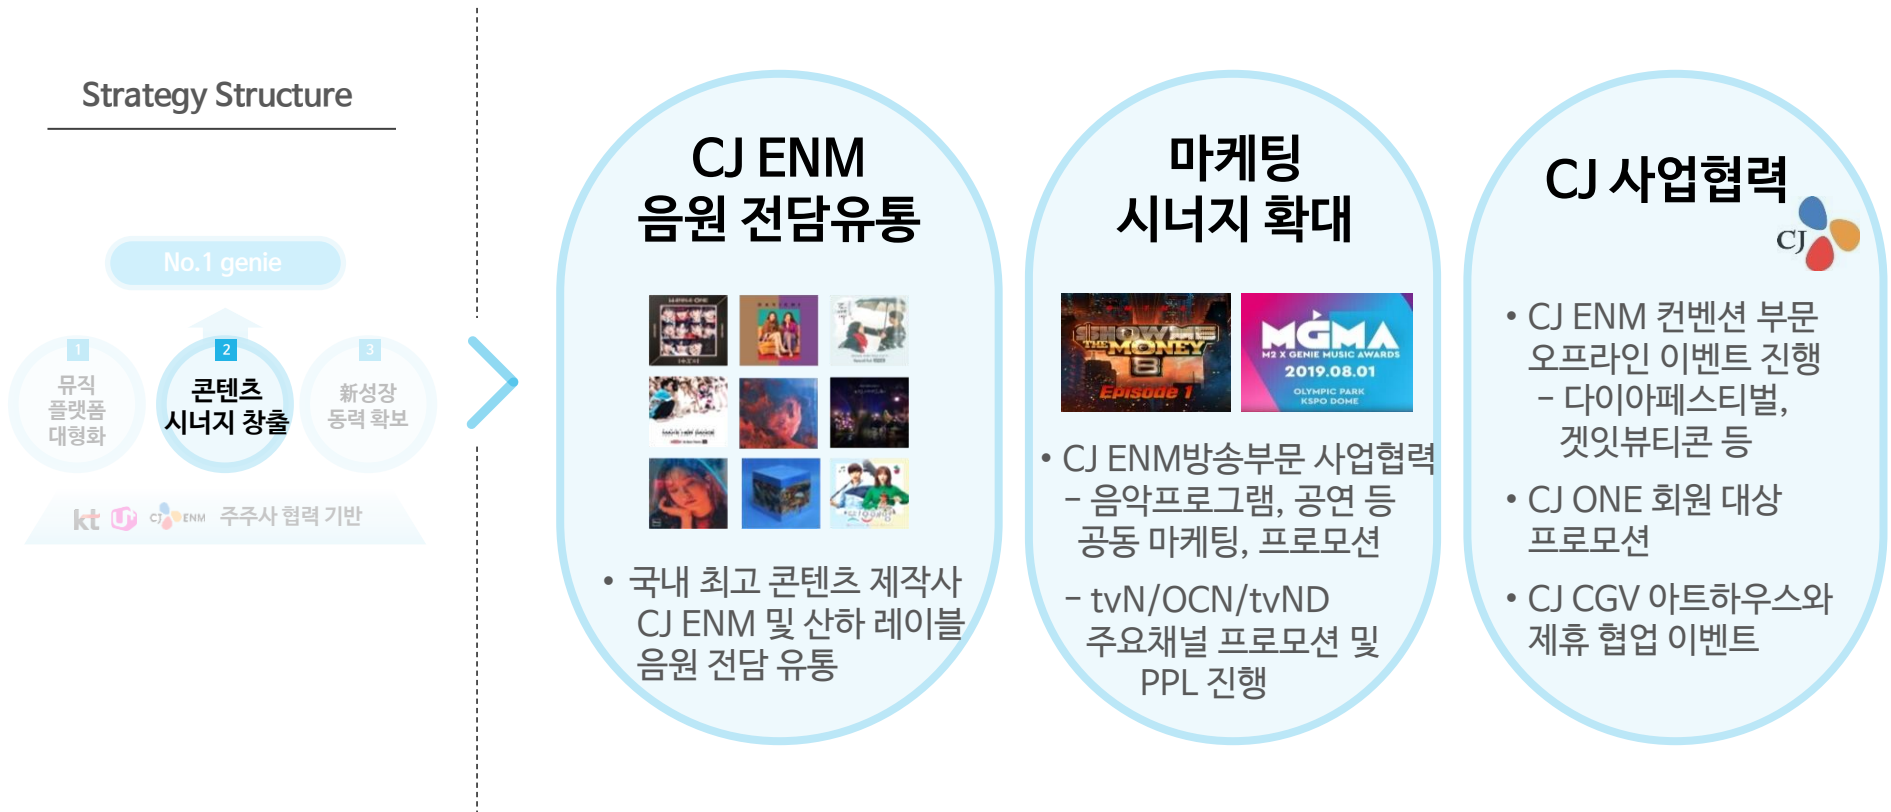 Strategy Structure
No.1 genie
1
뮤직
플랫폼
대형화
2
콘텐츠
시너지 창출
3
新성장
동력 확보
kt U+ CJ ENM 주주사 협력 기반
CJ ENM
음원 전담유통
• 국내 최고 콘텐츠 제작사
CJ ENM 및 산하 레이블
음원 전담 유통
마케팅
시너지 확대
SHOW ME
THE MONEY
8
Episode 1
MGMA
M2 X GENIE MUSIC AWARDS
2019.08.01
OLYMPIC PARK
KSPO DOME
• CJ ENM방송부문 사업협력
– 음악프로그램, 공연 등
공동 마케팅, 프로모션
– tvN/OCN/tvND
주요채널 프로모션 및
PPL 진행
CJ 사업협력
CJ
• CJ ENM 컨벤션 부문
오프라인 이벤트 진행
– 다이아페스티벌,
겟잇뷰티콘 등
• CJ ONE 회원 대상
프로모션
• CJ CGV 아트하우스와
제휴 협업 이벤트